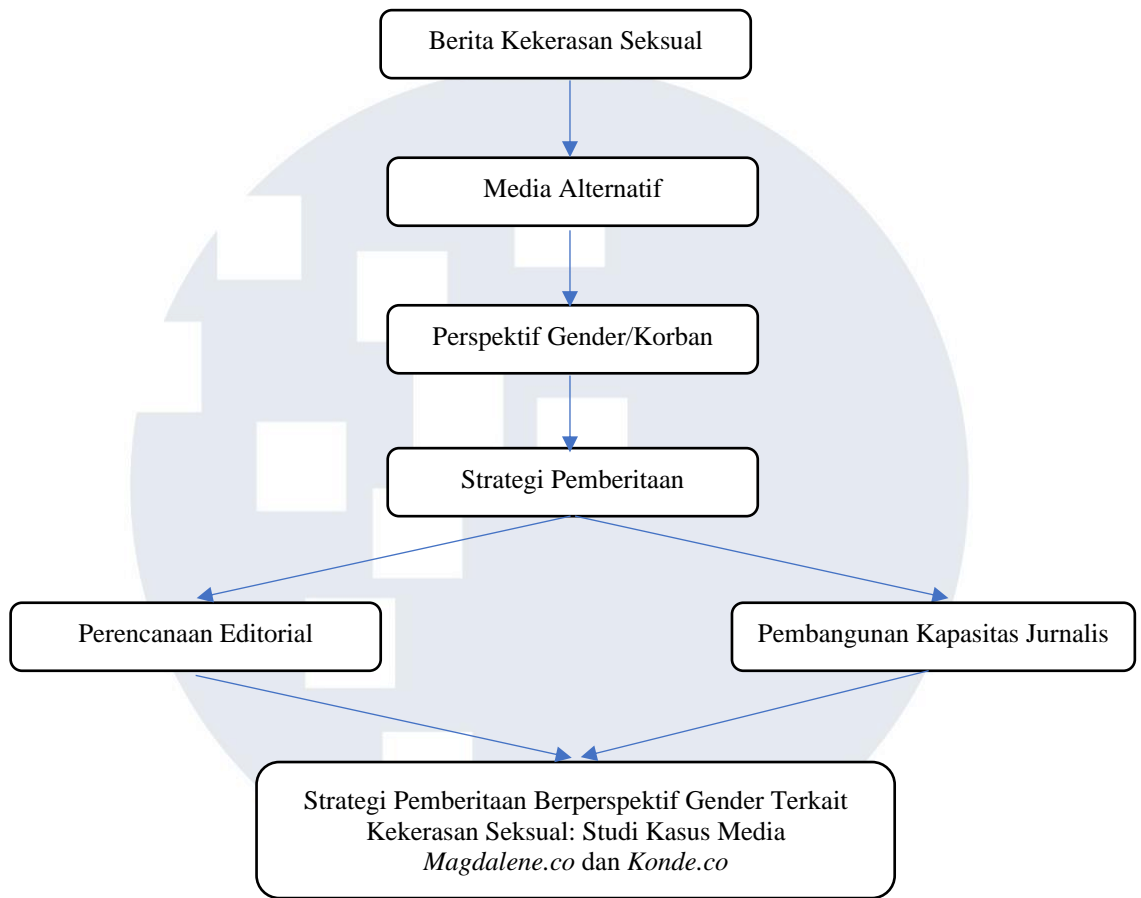 Berita Kekerasan Seksual
Media Alternatif
Perspektif Gender/Korban
Strategi Pemberitaan
Perencanaan Editorial
Pembangunan Kapasitas Jurnalis
Strategi Pemberitaan Berperspektif Gender Terkait
Kekerasan Seksual: Studi Kasus Media
Magdalene.co dan Konde.co